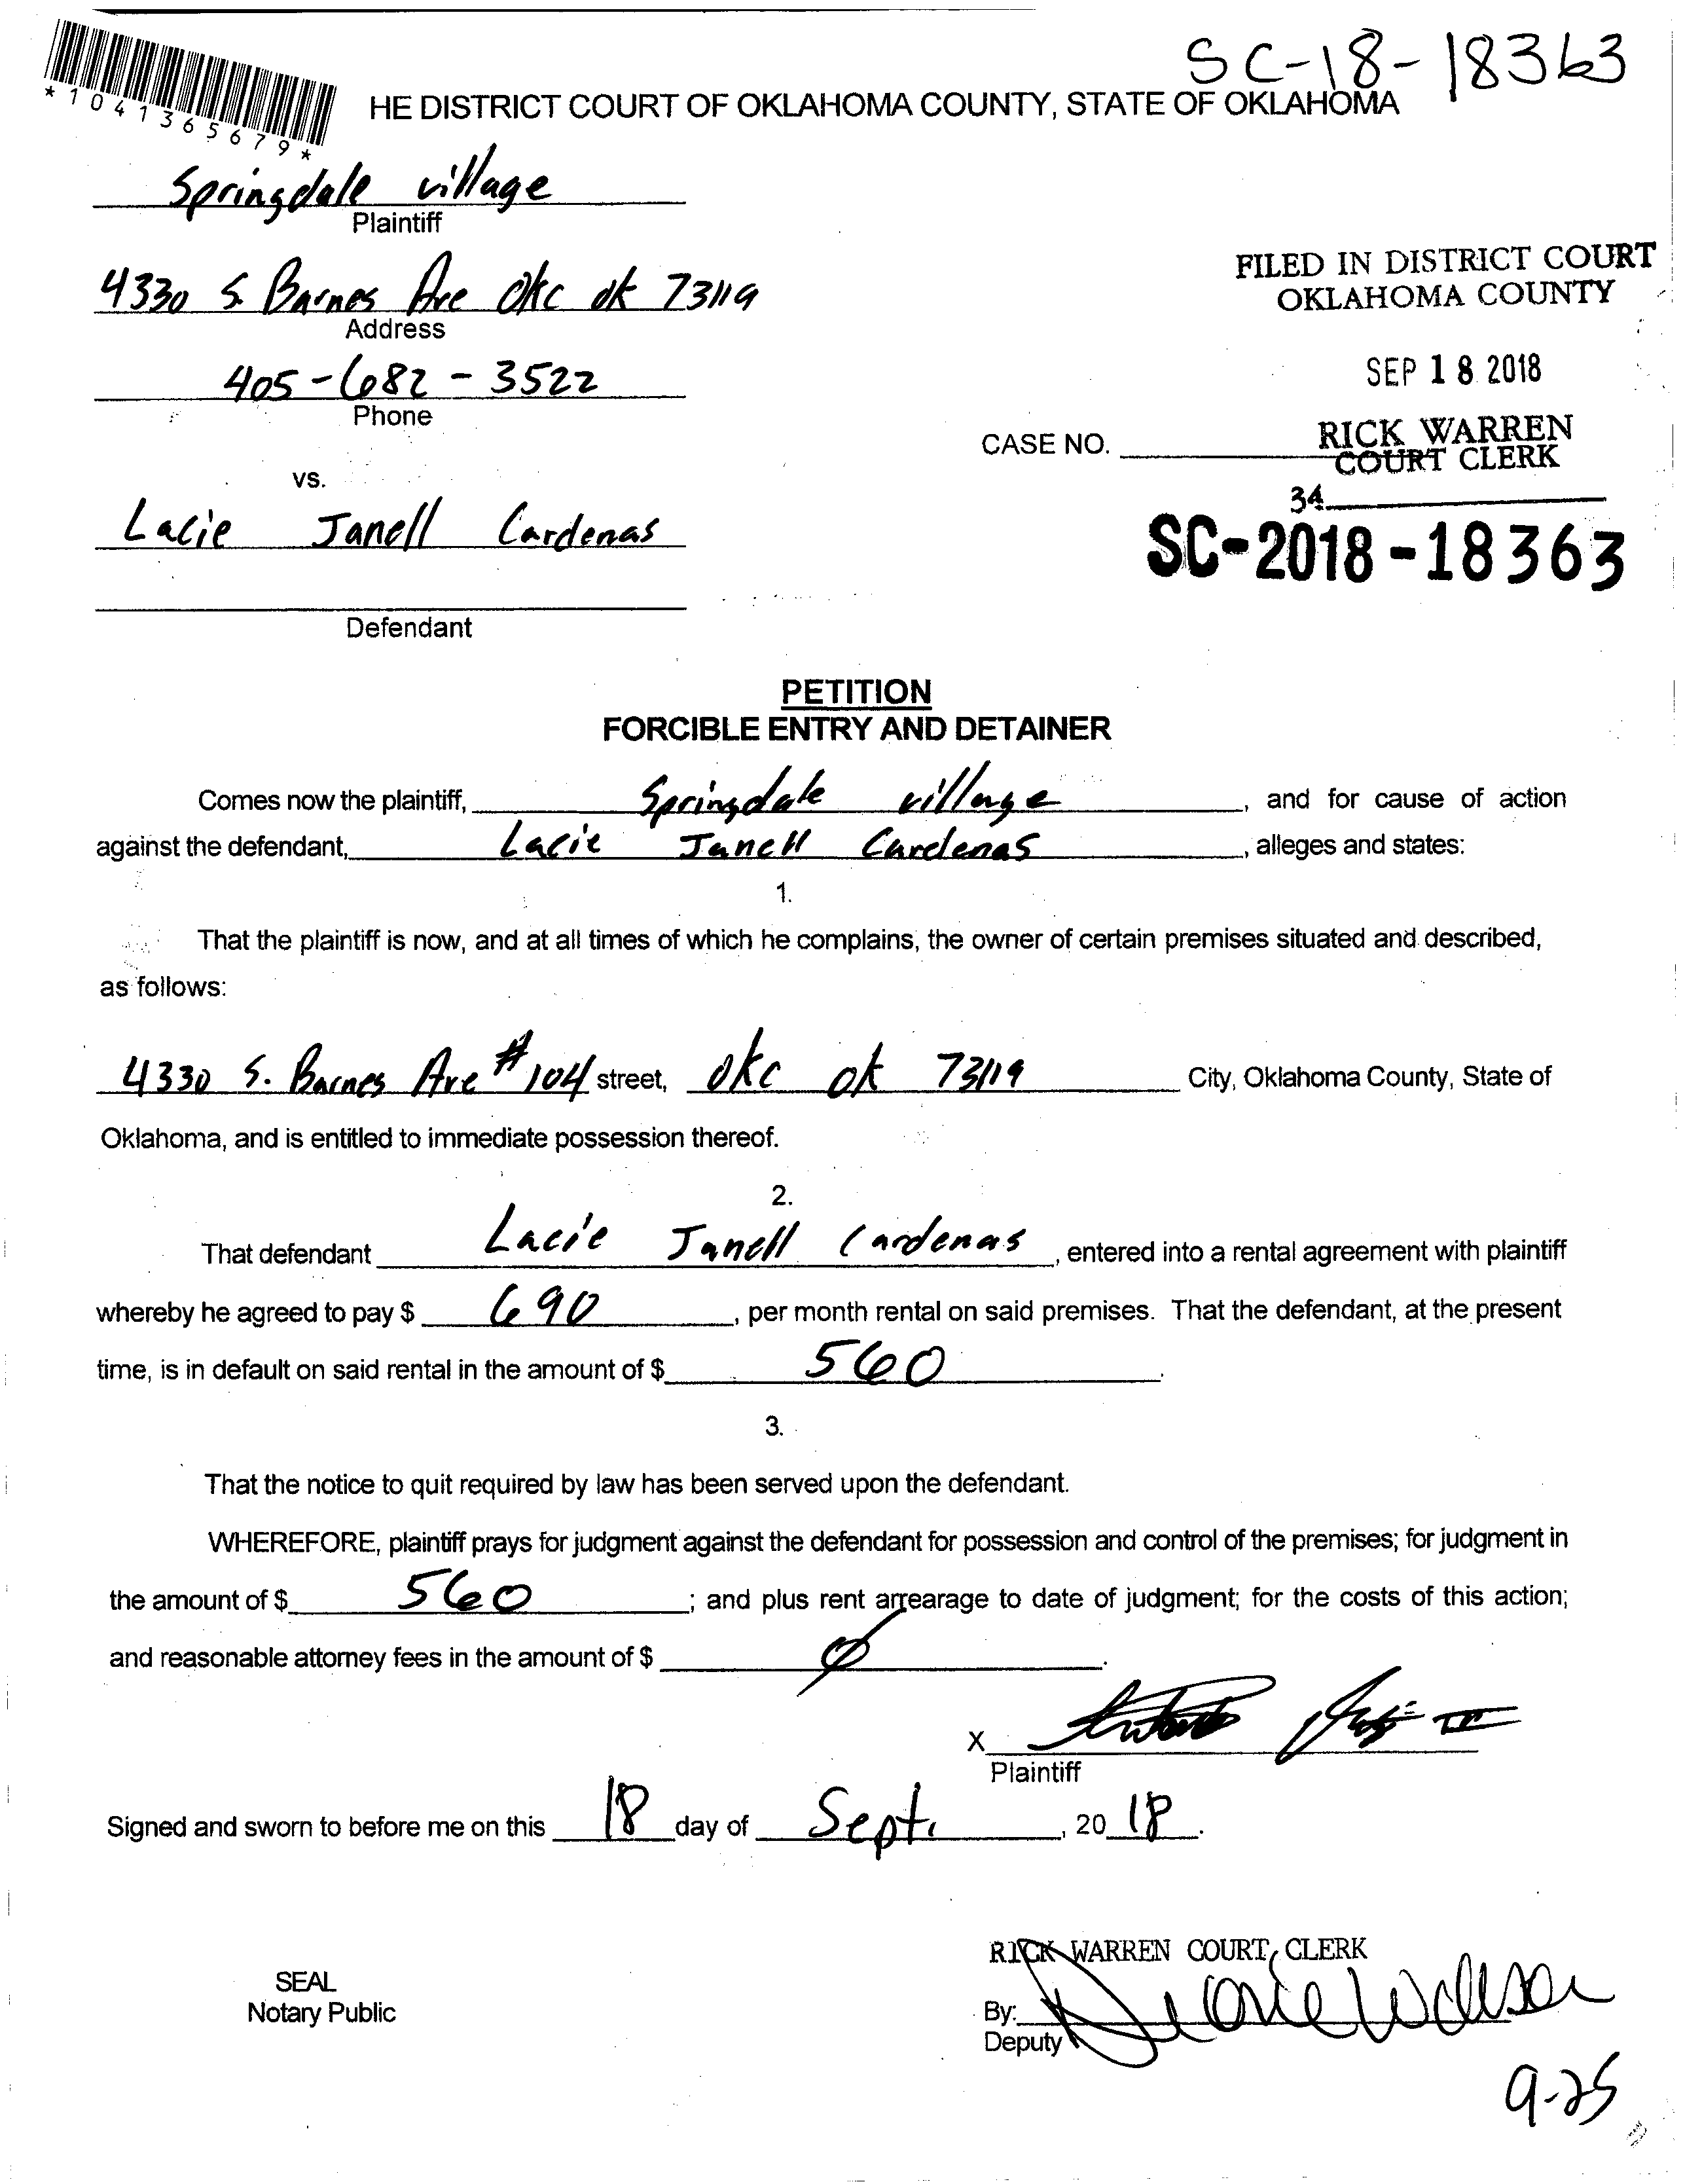 SC-18-18363
*1041365679*
HE DISTRICT COURT OF OKLAHOMA COUNTY, STATE OF OKLAHOMA
Springdale village
Plaintiff
4330 S. Barnes Ave Okc ok 73119
Address
405-682-3522
Phone
vs.
Lacie Janell Cardenas
Defendant
FILED IN DISTRICT COURT
OKLAHOMA COUNTY
SEP 18 2018
RICK WARREN
COURT CLERK
CASE NO.
34
SC-2018-18363
PETITION
FORCIBLE ENTRY AND DETAINER
Comes now the plaintiff, Springdale village, and for cause of action
against the defendant, Lacie Janell Cardenas, alleges and states:
1.
That the plaintiff is now, and at all times of which he complains, the owner of certain premises situated and described,
as follows:
4330 S. Barnes Ave #104 street, Okc ok 73119 City, Oklahoma County, State of
Oklahoma, and is entitled to immediate possession thereof.
2.
That defendant Lacie Janell Cardenas, entered into a rental agreement with plaintiff
whereby he agreed to pay $ 690, per month rental on said premises. That the defendant, at the present
time, is in default on said rental in the amount of $ 560.
3.
That the notice to quit required by law has been served upon the defendant.
WHEREFORE, plaintiff prays for judgment against the defendant for possession and control of the premises; for judgment in
the amount of $ 560; and plus rent arrearage to date of judgment; for the costs of this action;
and reasonable attorney fees in the amount of $ Ø.
X
Plaintiff
Signed and sworn to before me on this 18 day of Sept., 20 18.
RICK WARREN COURT CLERK
SEAL
Notary Public
By:
Deputy
9-25